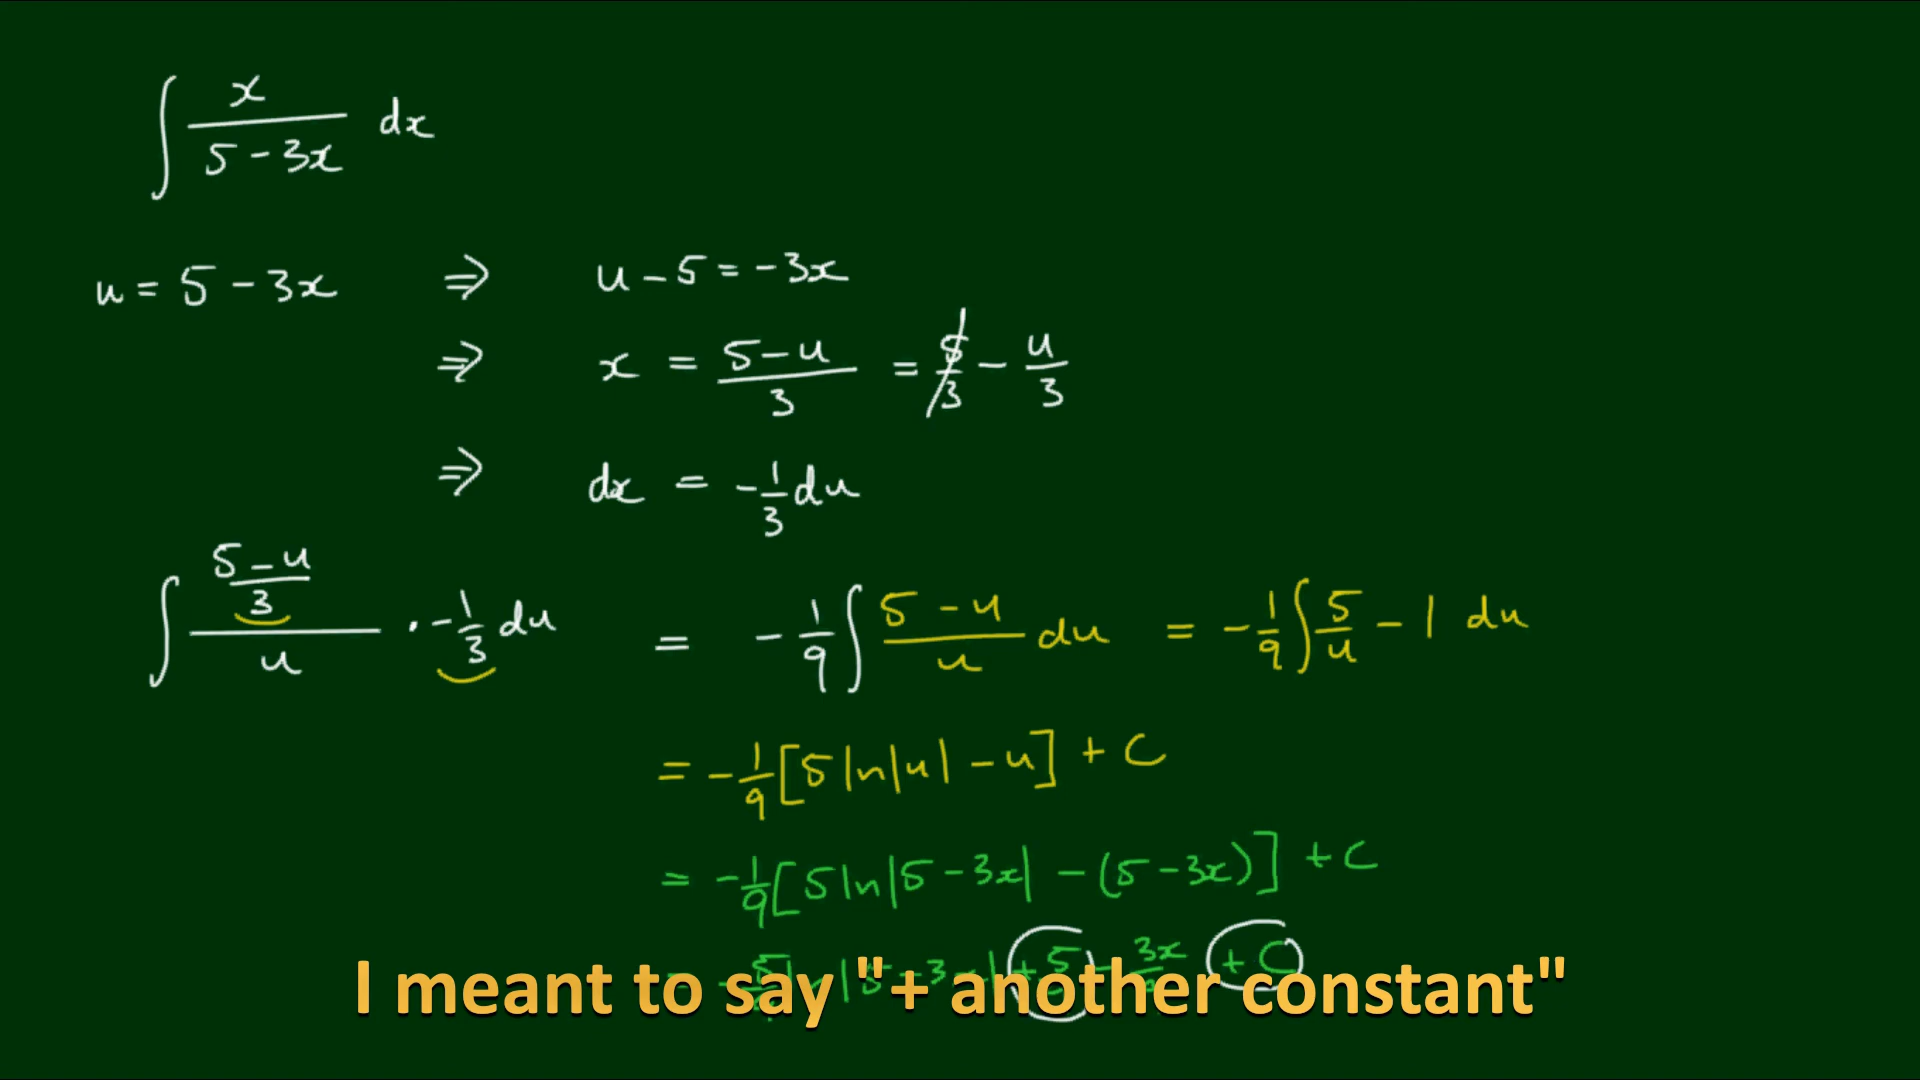 ∫ x/(5-3x) dx
u = 5-3x ⇒ u-5 = -3x
⇒ x = (5-u)/3 = 5/3 - u/3
⇒ dx = -1/3 du
∫ ((5-u)/3)/u · -1/3 du = -1/9 ∫ (5-u)/u du = -1/9 ∫ 5/u - 1 du
= -1/9 [5 ln|u| - u] + C
= -1/9 [5 ln|5-3x| - (5-3x)] + C
I meant to say "+ another constant"